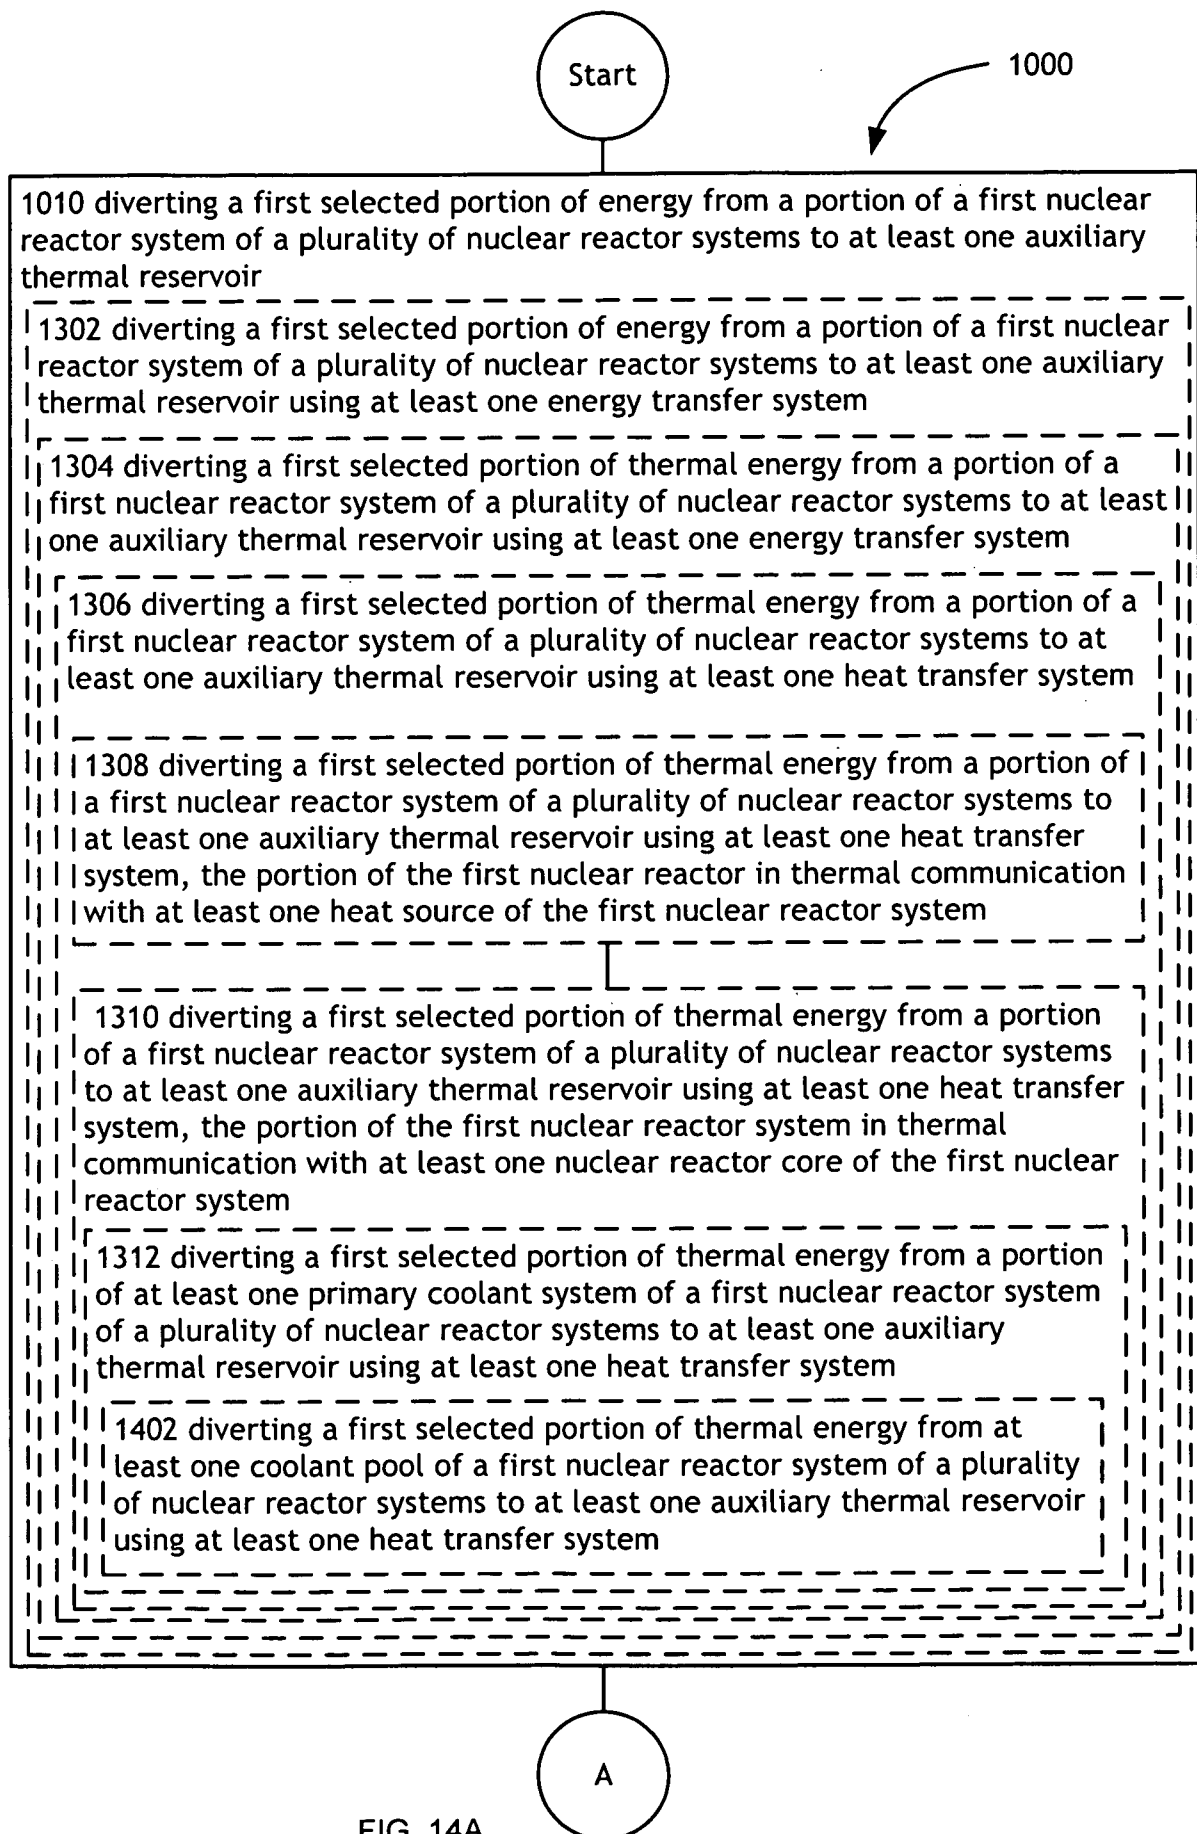 Start
1000
1010 diverting a first selected portion of energy from a portion of a first nuclear
reactor system of a plurality of nuclear reactor systems to at least one auxiliary
thermal reservoir
1302 diverting a first selected portion of energy from a portion of a first nuclear
reactor system of a plurality of nuclear reactor systems to at least one auxiliary
thermal reservoir using at least one energy transfer system
1304 diverting a first selected portion of thermal energy from a portion of a
first nuclear reactor system of a plurality of nuclear reactor systems to at least
one auxiliary thermal reservoir using at least one energy transfer system
1306 diverting a first selected portion of thermal energy from a portion of a
first nuclear reactor system of a plurality of nuclear reactor systems to at
least one auxiliary thermal reservoir using at least one heat transfer system
1308 diverting a first selected portion of thermal energy from a portion of
a first nuclear reactor system of a plurality of nuclear reactor systems to
at least one auxiliary thermal reservoir using at least one heat transfer
system, the portion of the first nuclear reactor in thermal communication
with at least one heat source of the first nuclear reactor system
1310 diverting a first selected portion of thermal energy from a portion
of a first nuclear reactor system of a plurality of nuclear reactor systems
to at least one auxiliary thermal reservoir using at least one heat transfer
system, the portion of the first nuclear reactor system in thermal
communication with at least one nuclear reactor core of the first nuclear
reactor system
1312 diverting a first selected portion of thermal energy from a portion
of at least one primary coolant system of a first nuclear reactor system
of a plurality of nuclear reactor systems to at least one auxiliary
thermal reservoir using at least one heat transfer system
1402 diverting a first selected portion of thermal energy from at
least one coolant pool of a first nuclear reactor system of a plurality
of nuclear reactor systems to at least one auxiliary thermal reservoir
using at least one heat transfer system
A
FIG. 14A